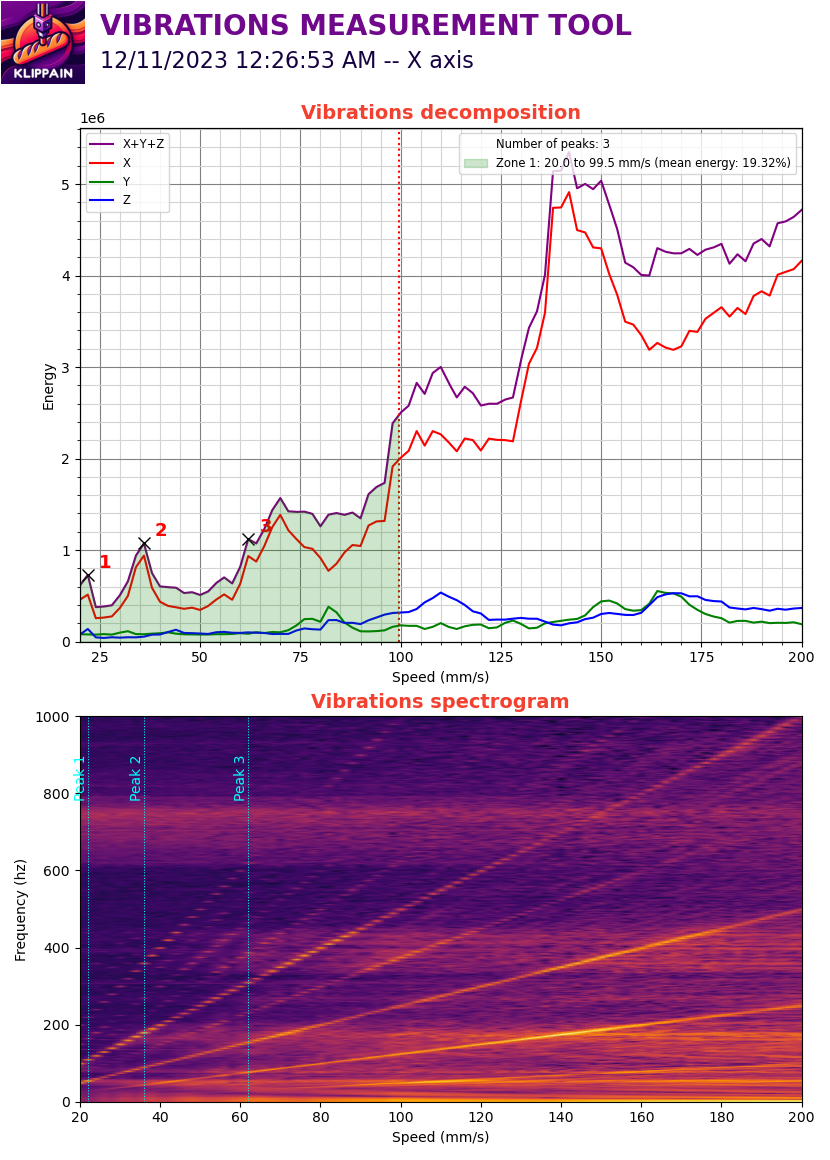 KLIPPAIN
VIBRATIONS MEASUREMENT TOOL
12/11/2023 12:26:53 AM -- X axis
Vibrations decomposition
1e6
X+Y+Z
X
Y
Z
Number of peaks: 3
Zone 1: 20.0 to 99.5 mm/s (mean energy: 19.32%)
5
4
3
2
1
0
Energy
1
2
3
25 50 75 100 125 150 175 200
Speed (mm/s)
Vibrations spectrogram
1000
800
600
400
200
0
Frequency (hz)
Peak 1
Peak 2
Peak 3
20 40 60 80 100 120 140 160 180 200
Speed (mm/s)